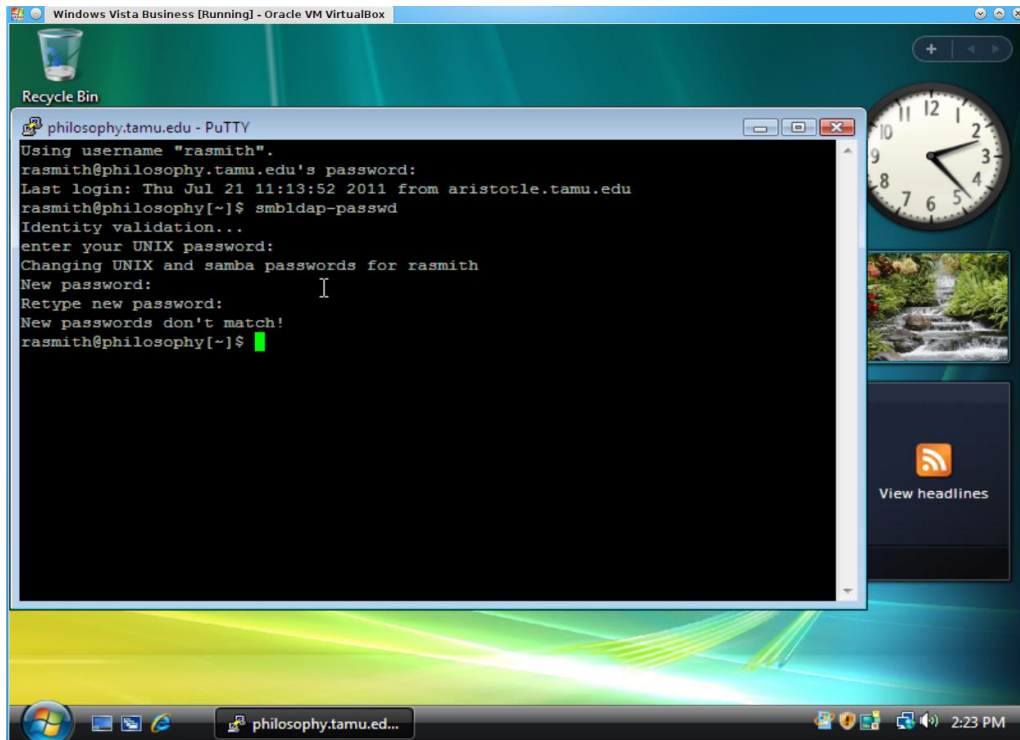 Windows Vista Business [Running] - Oracle VM VirtualBox
Recycle Bin
philosophy.tamu.edu - PuTTY
Using username "rasmith".
rasmith@philosophy.tamu.edu's password:
Last login: Thu Jul 21 11:13:52 2011 from aristotle.tamu.edu
rasmith@philosophy[~]$ smbldap-passwd
Identity validation...
enter your UNIX password:
Changing UNIX and samba passwords for rasmith
New password:
Retype new password:
New passwords don't match!
rasmith@philosophy[~]$
11 12 1
10 2
9 3
8 4
7 6 5
View headlines
philosophy.tamu.ed...
2:23 PM